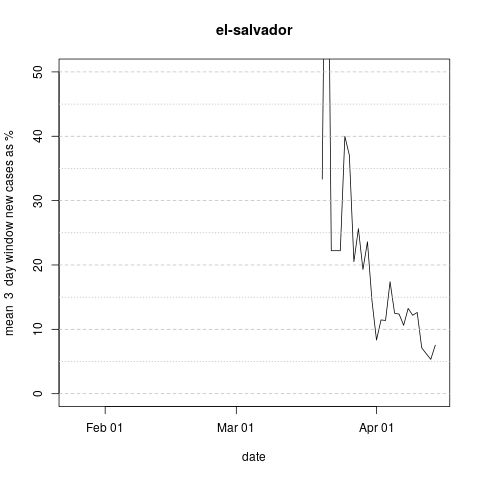 el-salvador
mean 3 day window new cases as %
50
40
30
20
10
0
Feb 01
Mar 01
Apr 01
date